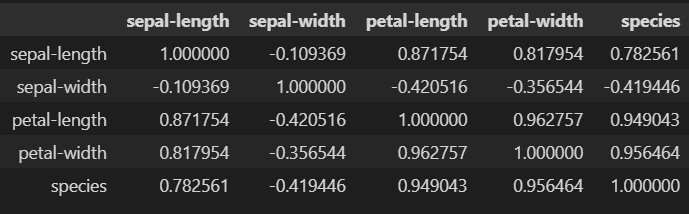 sepal-length sepal-width petal-length petal-width species
sepal-length 1.000000 -0.109369 0.871754 0.817954 0.782561
sepal-width -0.109369 1.000000 -0.420516 -0.356544 -0.419446
petal-length 0.871754 -0.420516 1.000000 0.962757 0.949043
petal-width 0.817954 -0.356544 0.962757 1.000000 0.956464
species 0.782561 -0.419446 0.949043 0.956464 1.000000